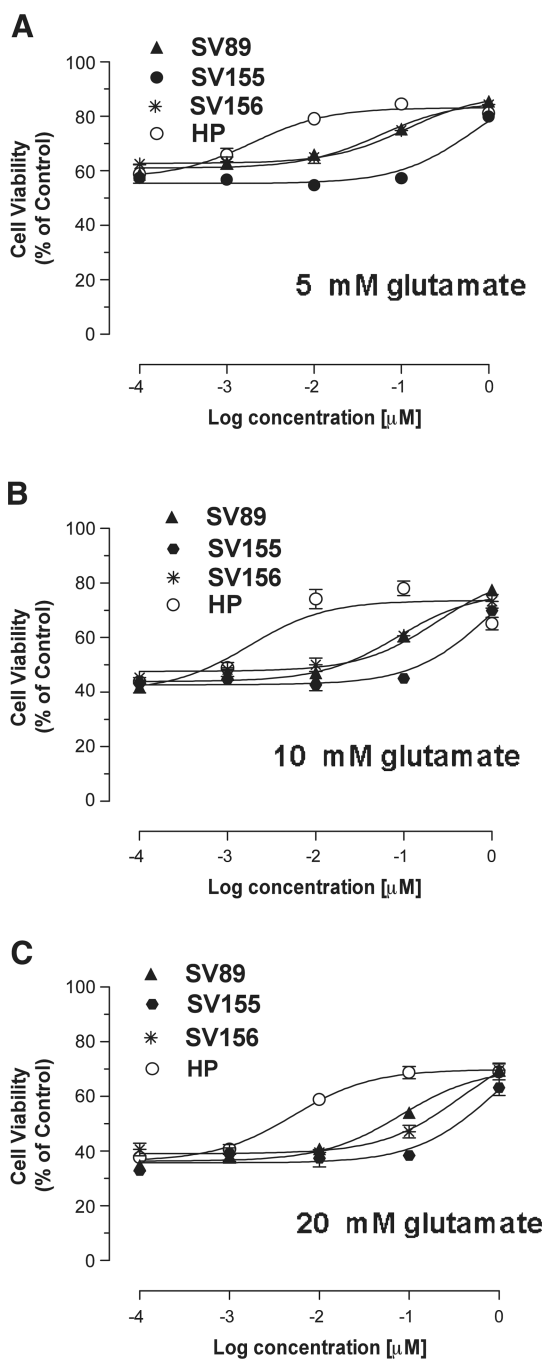 A
SV89
SV155
SV156
HP
100
80
60
40
20
0
Cell Viability
(% of Control)
5 mM glutamate
-4 -3 -2 -1 0
Log concentration [μM]
B
SV89
SV155
SV156
HP
100
80
60
40
20
0
Cell Viability
(% of Control)
10 mM glutamate
-4 -3 -2 -1 0
Log concentration [μM]
C
SV89
SV155
SV156
HP
100
80
60
40
20
0
Cell Viability
(% of Control)
20 mM glutamate
-4 -3 -2 -1 0
Log concentration [μM]